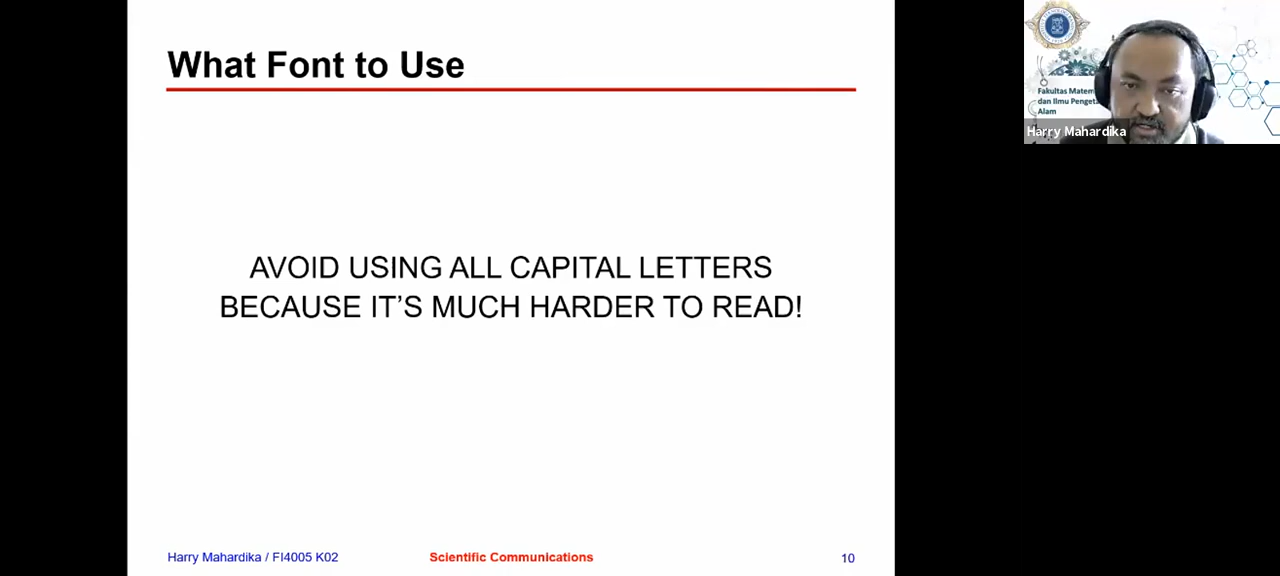 What Font to Use
AVOID USING ALL CAPITAL LETTERS
BECAUSE IT'S MUCH HARDER TO READ!
Harry Mahardika / FI4005 K02
Scientific Communications
10
Fakultas Matem
dan Ilmu Penget
Alam
Harry Mahardika